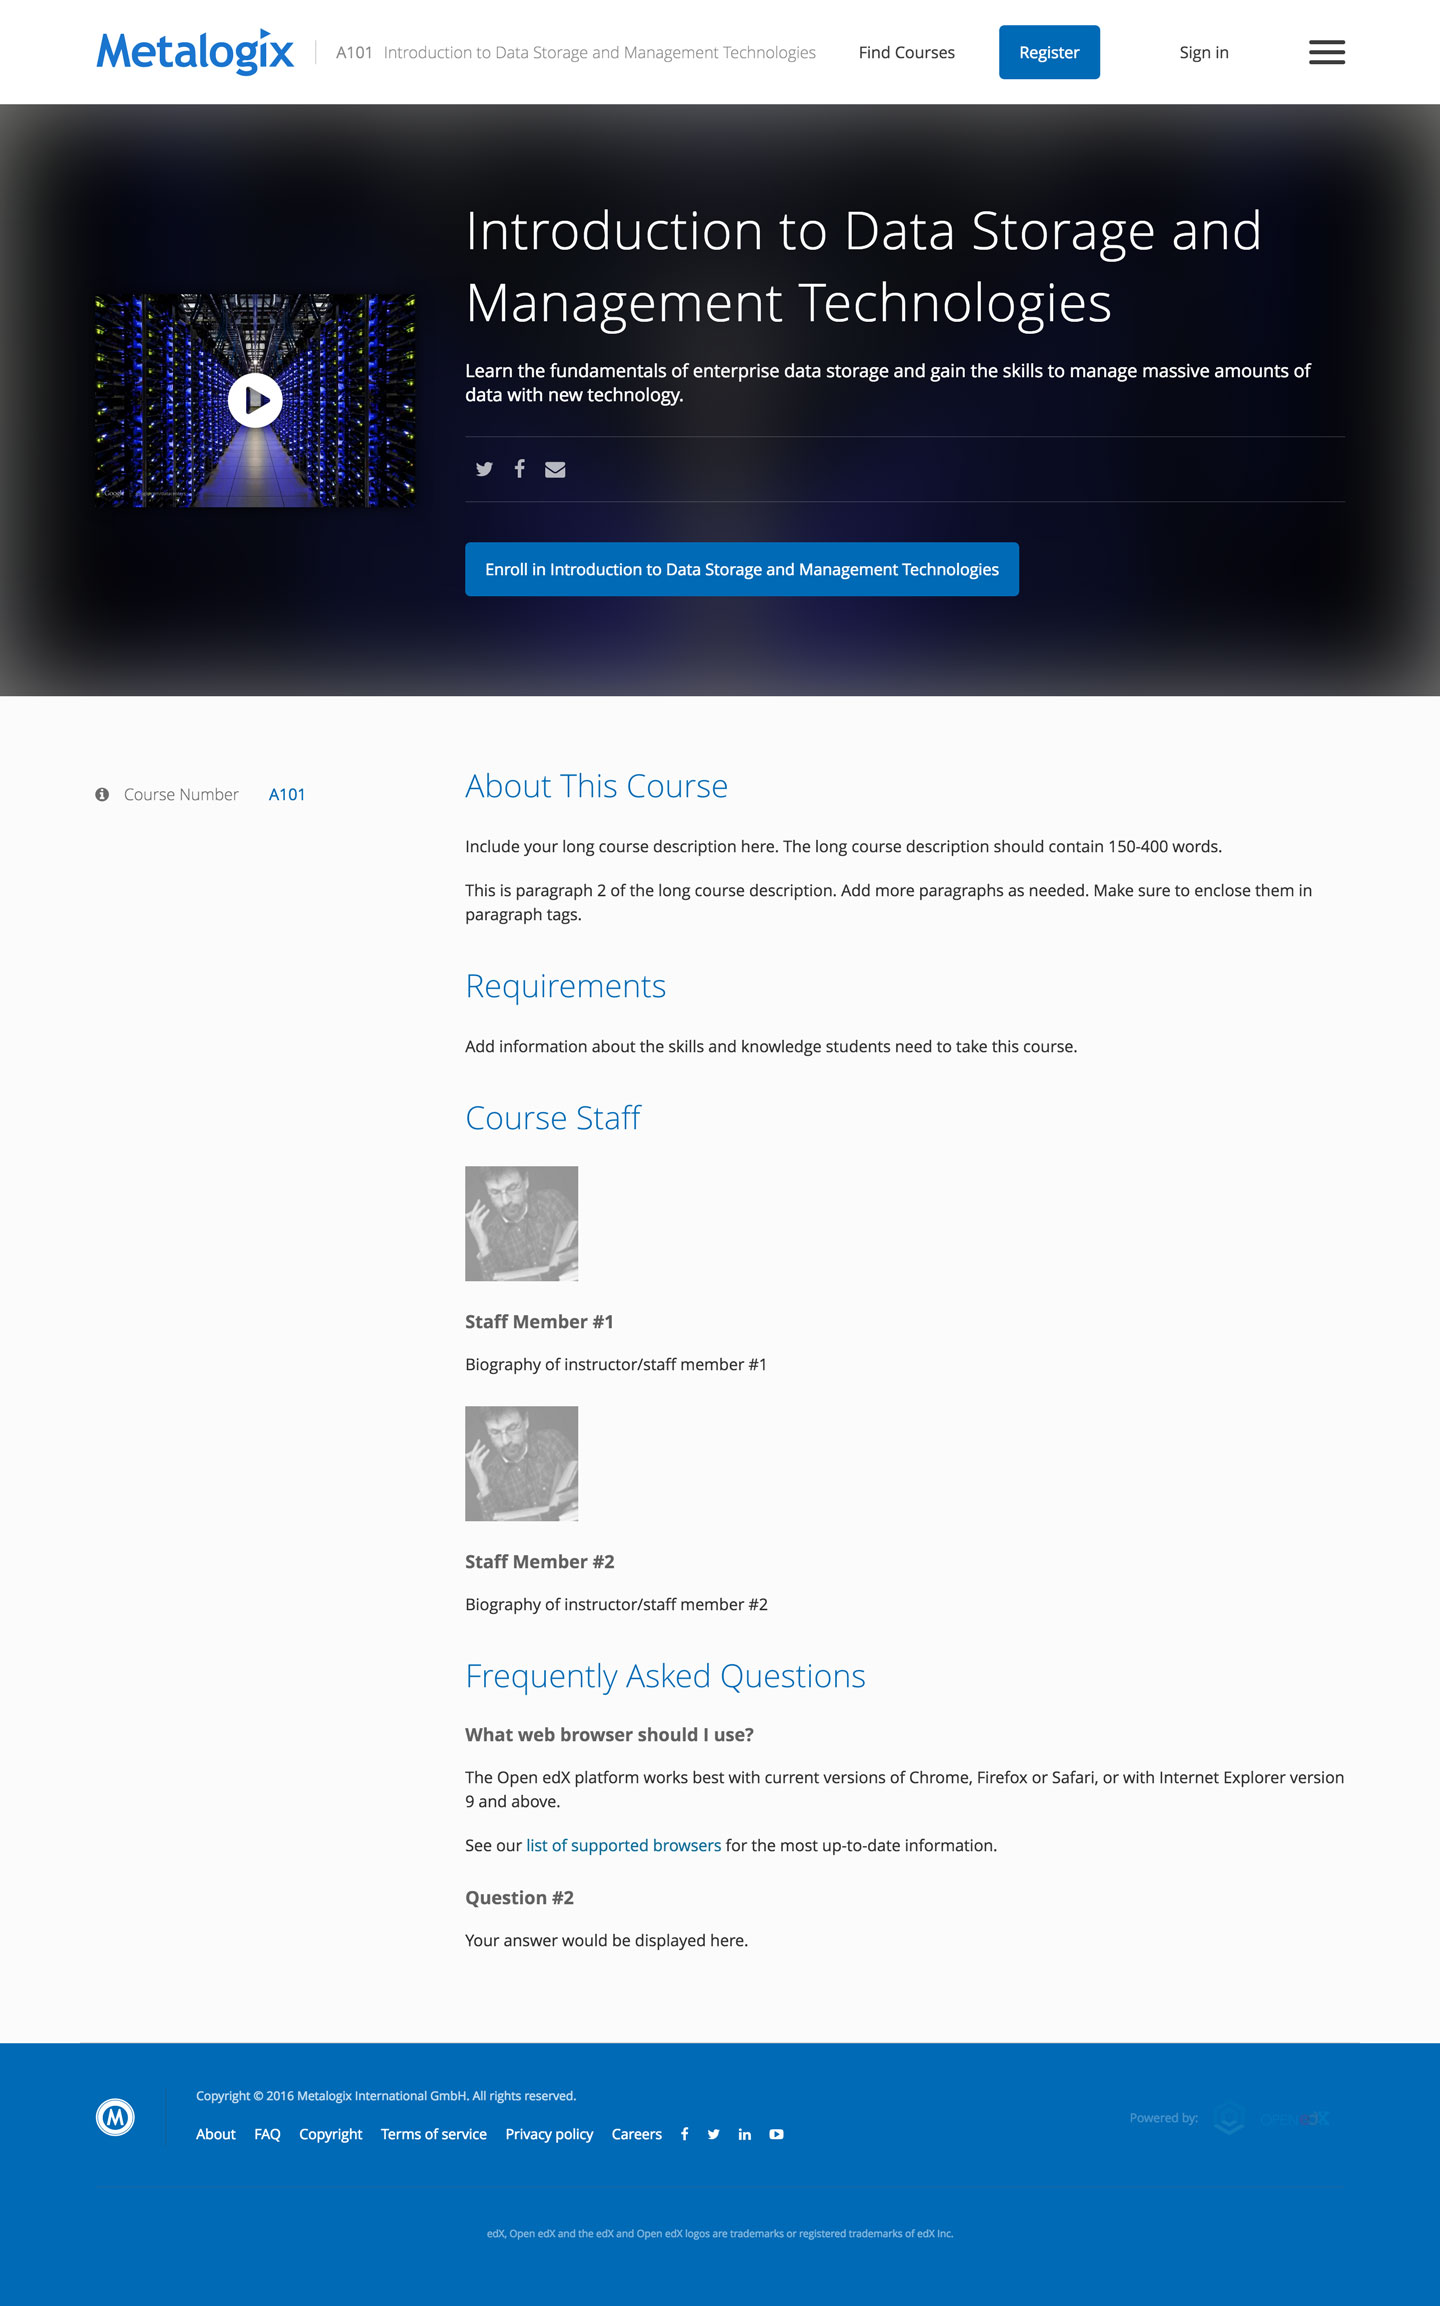 Metalogix
A101 Introduction to Data Storage and Management Technologies
Find Courses
Register
Sign in
Introduction to Data Storage and
Management Technologies
Learn the fundamentals of enterprise data storage and gain the skills to manage massive amounts of
data with new technology.
Google
Enroll in Introduction to Data Storage and Management Technologies
Course Number A101
About This Course
Include your long course description here. The long course description should contain 150-400 words.
This is paragraph 2 of the long course description. Add more paragraphs as needed. Make sure to enclose them in
paragraph tags.
Requirements
Add information about the skills and knowledge students need to take this course.
Course Staff
Staff Member #1
Biography of instructor/staff member #1
Staff Member #2
Biography of instructor/staff member #2
Frequently Asked Questions
What web browser should I use?
The Open edX platform works best with current versions of Chrome, Firefox or Safari, or with Internet Explorer version
9 and above.
See our list of supported browsers for the most up-to-date information.
Question #2
Your answer would be displayed here.
M
Copyright © 2016 Metalogix International GmbH. All rights reserved.
About FAQ Copyright Terms of service Privacy policy Careers
Powered by:
OPEN edX
edX, Open edX and the edX and Open edX logos are trademarks or registered trademarks of edX Inc.